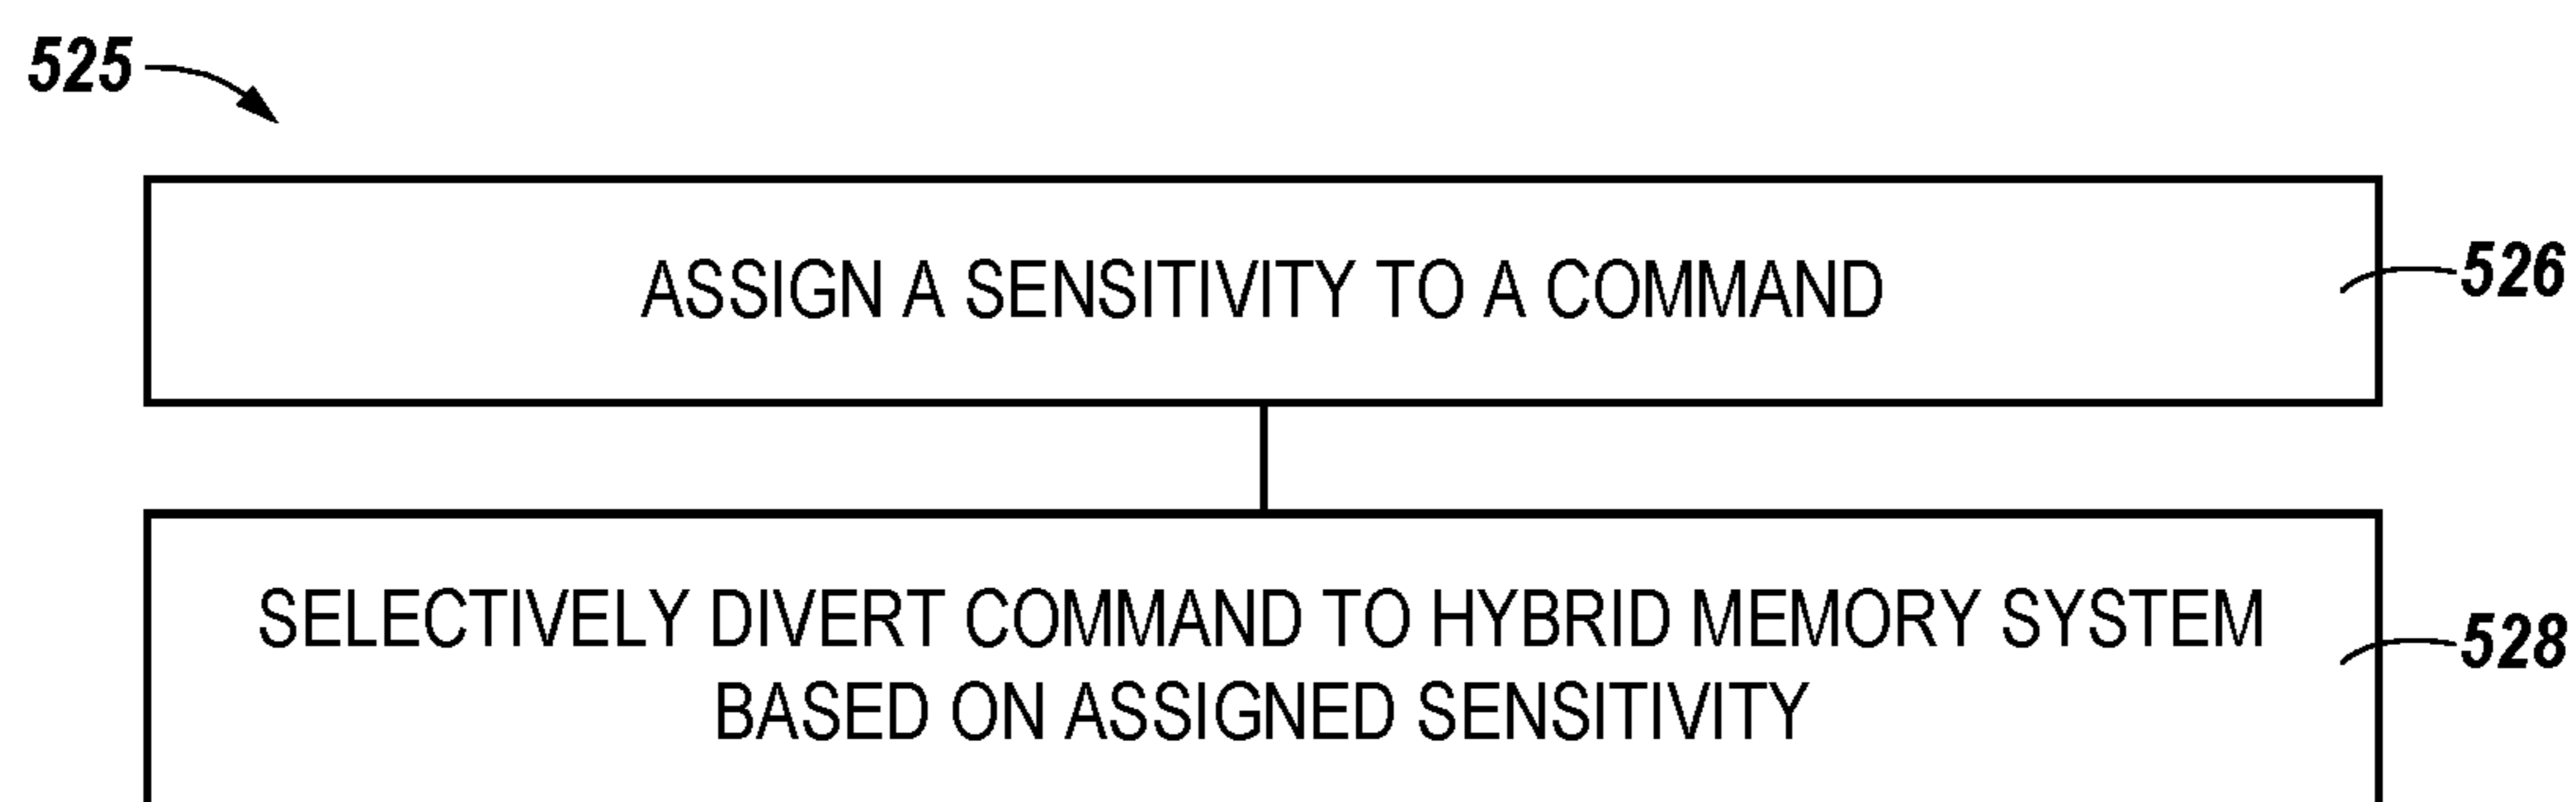 525
ASSIGN A SENSITIVITY TO A COMMAND
526
SELECTIVELY DIVERT COMMAND TO HYBRID MEMORY SYSTEM
BASED ON ASSIGNED SENSITIVITY
528